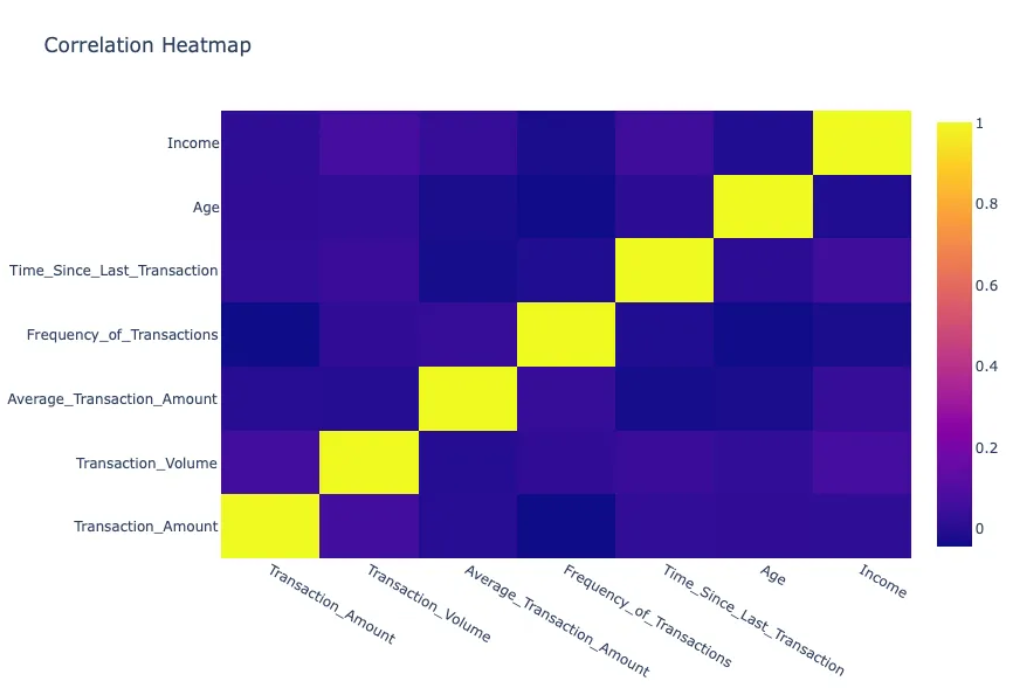 Correlation Heatmap
Income
Age
Time_Since_Last_Transaction
Frequency_of_Transactions
Average_Transaction_Amount
Transaction_Volume
Transaction_Amount
Transaction_Amount
Transaction_Volume
Average_Transaction_Amount
Frequency_of_Transactions
Time_Since_Last_Transaction
Age
Income
1
0.8
0.6
0.4
0.2
0